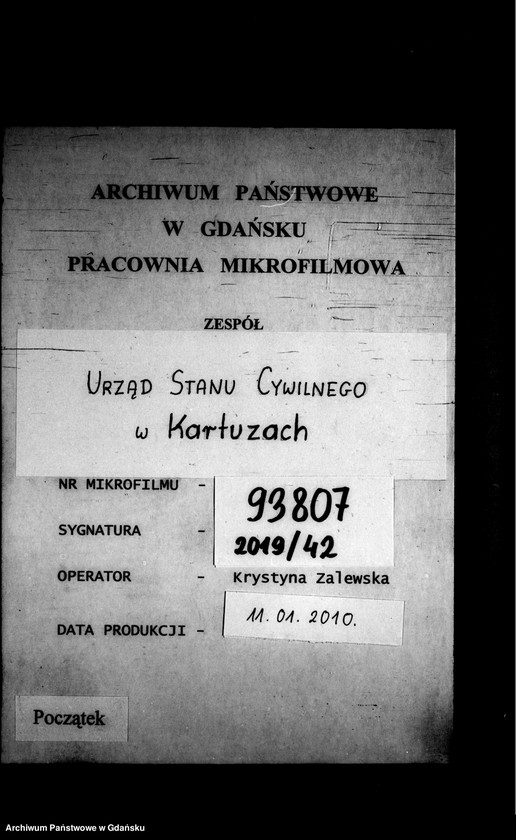 ARCHIWUM PAŃSTWOWE
W GDAŃSKU
PRACOWNIA MIKROFILMOWA
ZESPÓŁ
URZĄD STANU CYWILNEGO
w Kartuzach
NR MIKROFILMU - 93807
SYGNATURA - 2019/42
OPERATOR - Krystyna Zalewska
DATA PRODUKCJI - 11.01.2010.
Początek
Archiwum Państwowe w Gdańsku